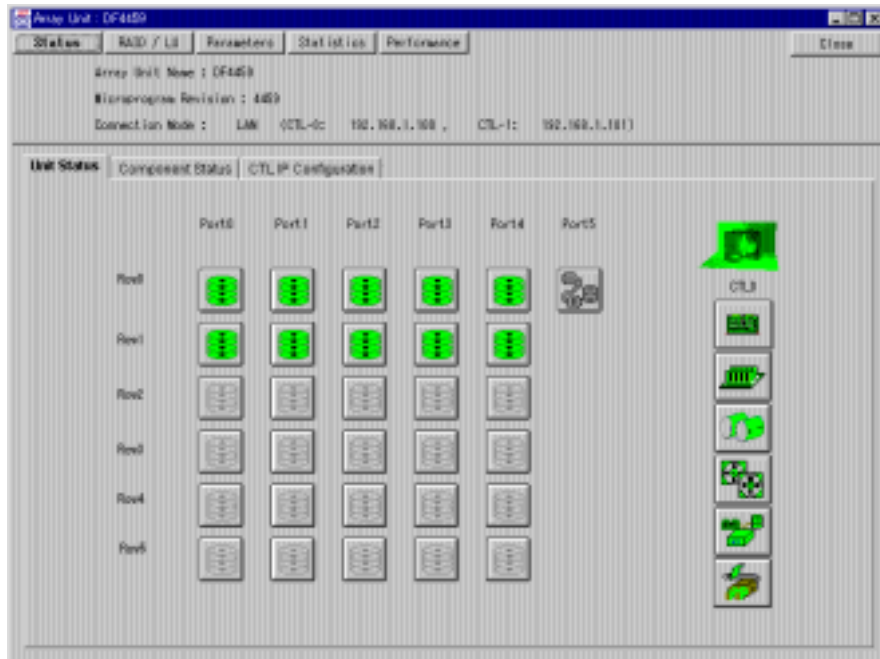 Array Unit : DF4459
Status RAID / LU Parameters Statistics Performance Close
Array Unit Name : DF4459
Microprogram Revision : 4459
Connection Mode : LAN (CTL-0: 192.168.1.100 , CTL-1: 192.168.1.101)
Unit Status Component Status CTL IP Configuration
Port0 Port1 Port2 Port3 Port4 Port5
Row0
CTL0
Row1
Row2
Row3
Row4
Row5